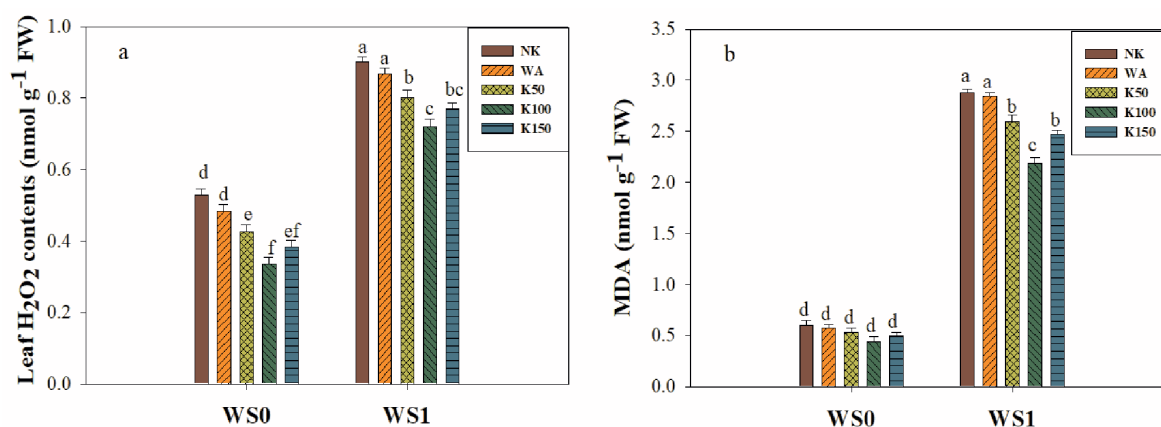 a
Leaf H2O2 contents (nmol g-1 FW)
1.0
0.8
0.6
0.4
0.2
0.0
NK
WA
K50
K100
K150
d
d
e
f
ef
a
a
b
c
bc
WS0
WS1
b
MDA (nmol g-1 FW)
3.5
3.0
2.5
2.0
1.5
1.0
0.5
0.0
NK
WA
K50
K100
K150
d
d
d
d
d
a
a
b
c
b
WS0
WS1